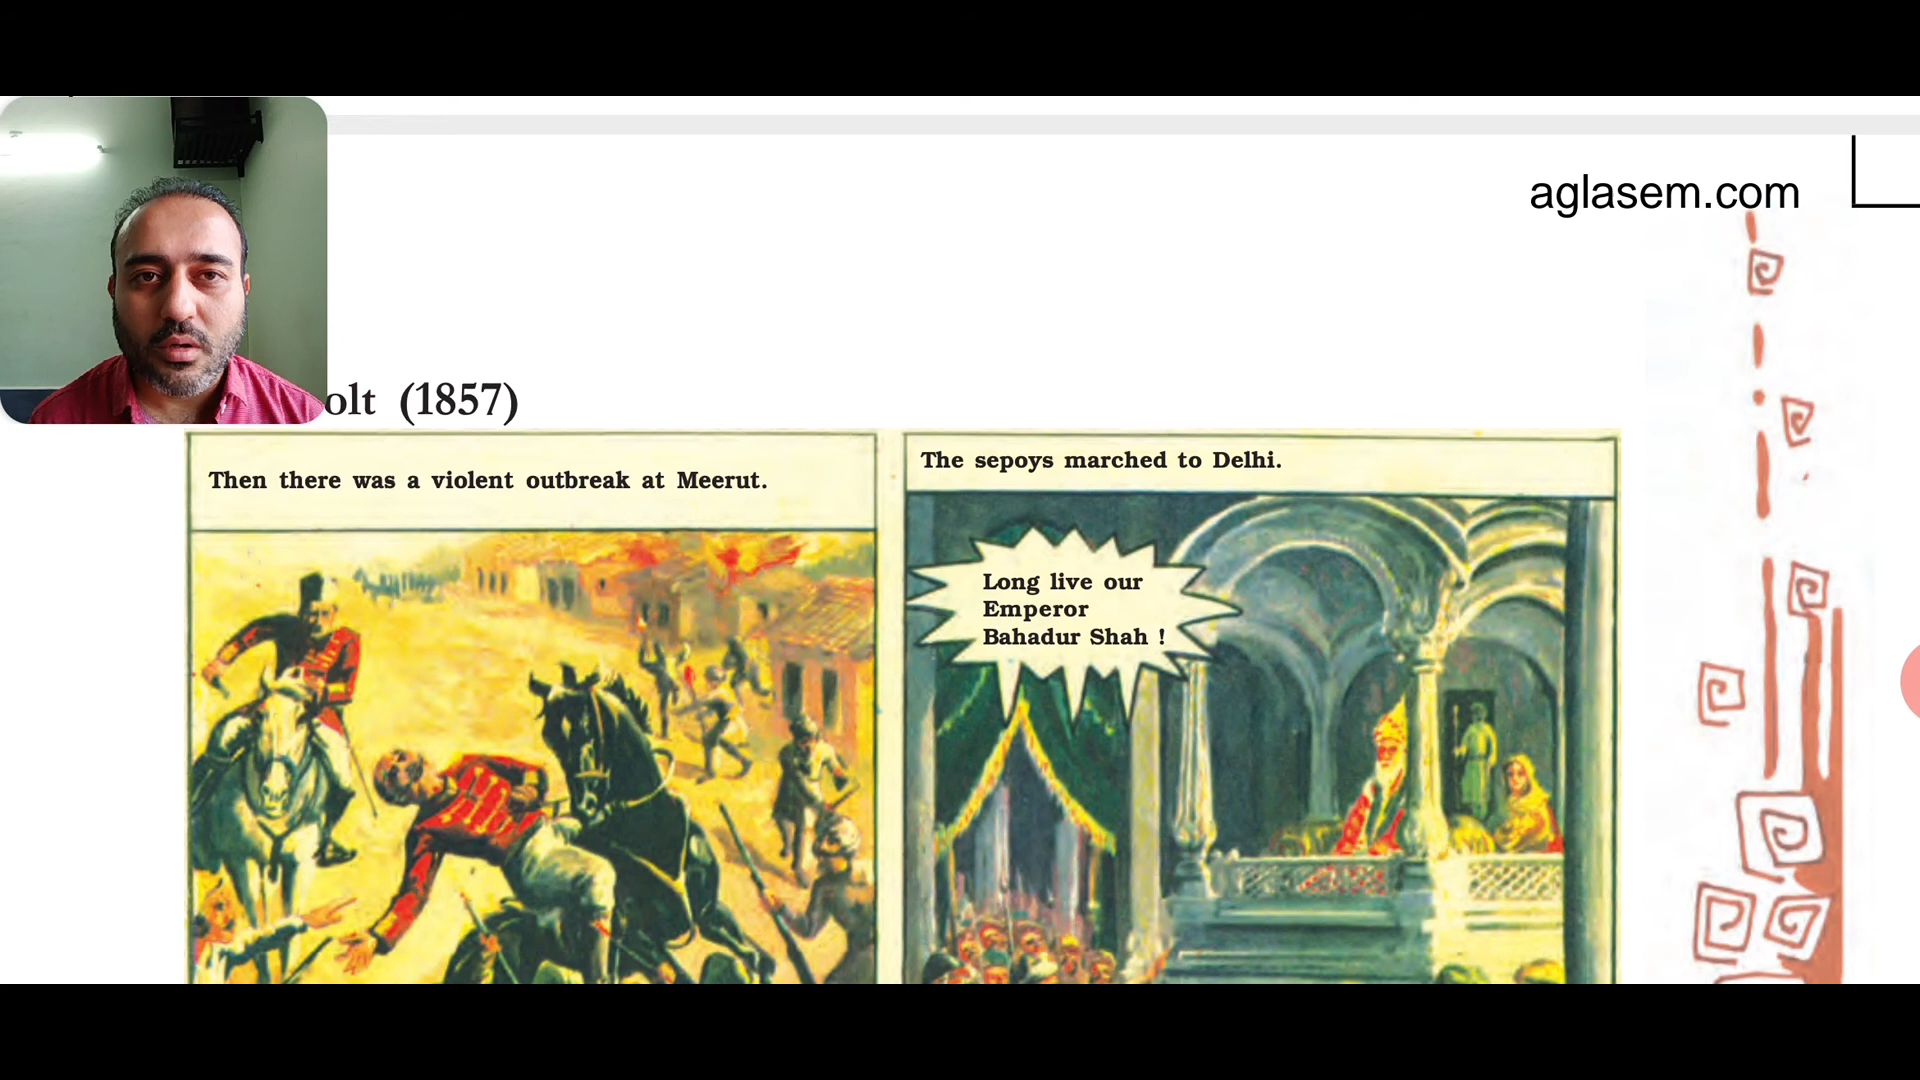 aglasem.com
olt (1857)
Then there was a violent outbreak at Meerut.
The sepoys marched to Delhi.
Long live our
Emperor
Bahadur Shah !